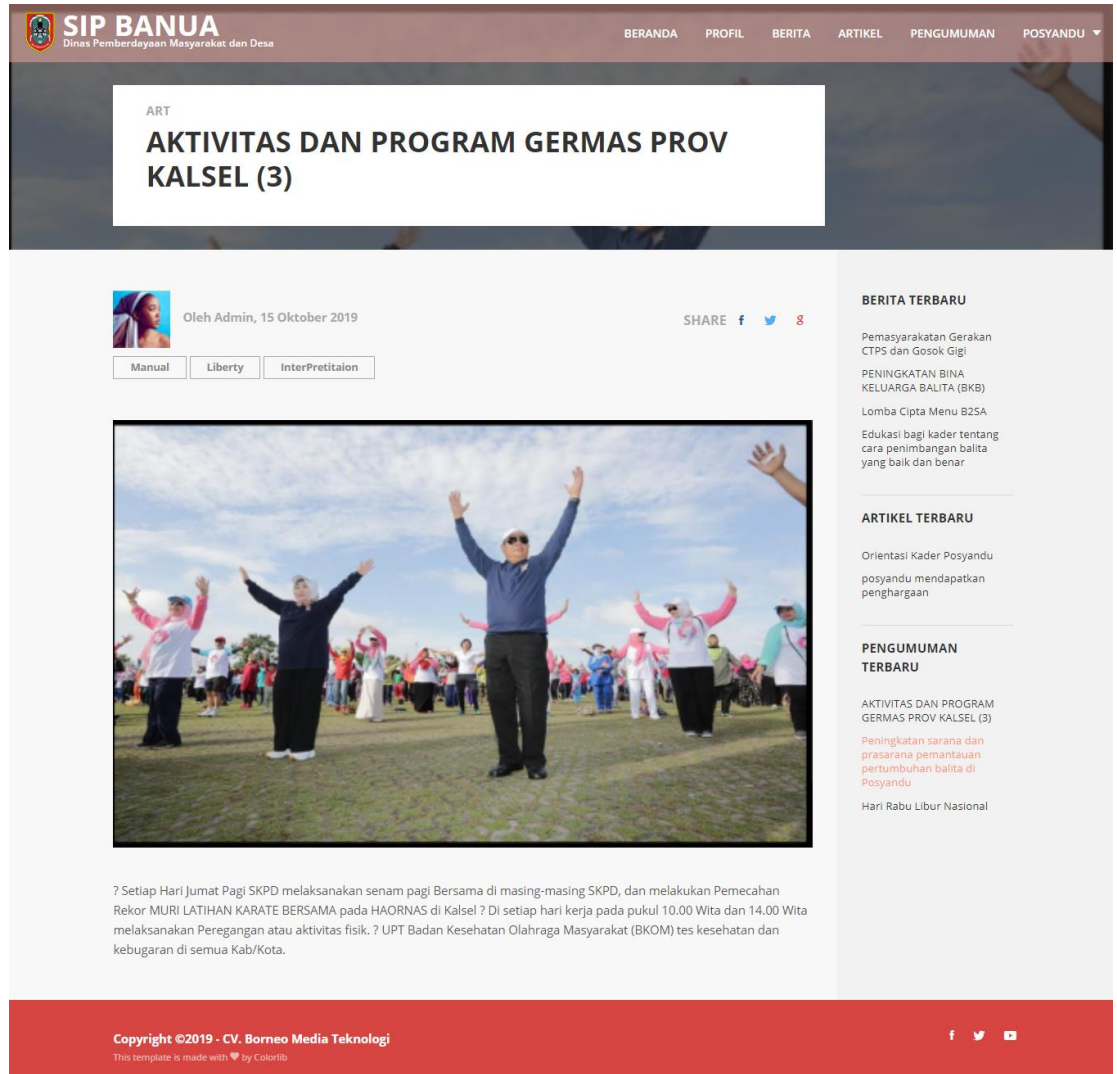 SIP BANUA
Dinas Pemberdayaan Masyarakat dan Desa
BERANDA PROFIL BERITA ARTIKEL PENGUMUMAN POSYANDU
ART
AKTIVITAS DAN PROGRAM GERMAS PROV
KALSEL (3)
Oleh Admin, 15 Oktober 2019
SHARE
Manual Liberty InterPretitaion
? Setiap Hari Jumat Pagi SKPD melaksanakan senam pagi Bersama di masing-masing SKPD, dan melakukan Pemecahan
Rekor MURI LATIHAN KARATE BERSAMA pada HAORNAS di Kalsel ? Di setiap hari kerja pada pukul 10.00 Wita dan 14.00 Wita
melaksanakan Peregangan atau aktivitas fisik. ? UPT Badan Kesehatan Olahraga Masyarakat (BKOM) tes kesehatan dan
kebugaran di semua Kab/Kota.
BERITA TERBARU
Pemasyarakatan Gerakan
CTPS dan Gosok Gigi
PENINGKATAN BINA
KELUARGA BALITA (BKB)
Lomba Cipta Menu B2SA
Edukasi bagi kader tentang
cara penimbangan balita
yang baik dan benar
ARTIKEL TERBARU
Orientasi Kader Posyandu
posyandu mendapatkan
penghargaan
PENGUMUMAN
TERBARU
AKTIVITAS DAN PROGRAM
GERMAS PROV KALSEL (3)
Peningkatan sarana dan
prasarana pemantauan
pertumbuhan balita di
Posyandu
Hari Rabu Libur Nasional
Copyright ©2019 - CV. Borneo Media Teknologi
This template is made with ♥ by Colorlib